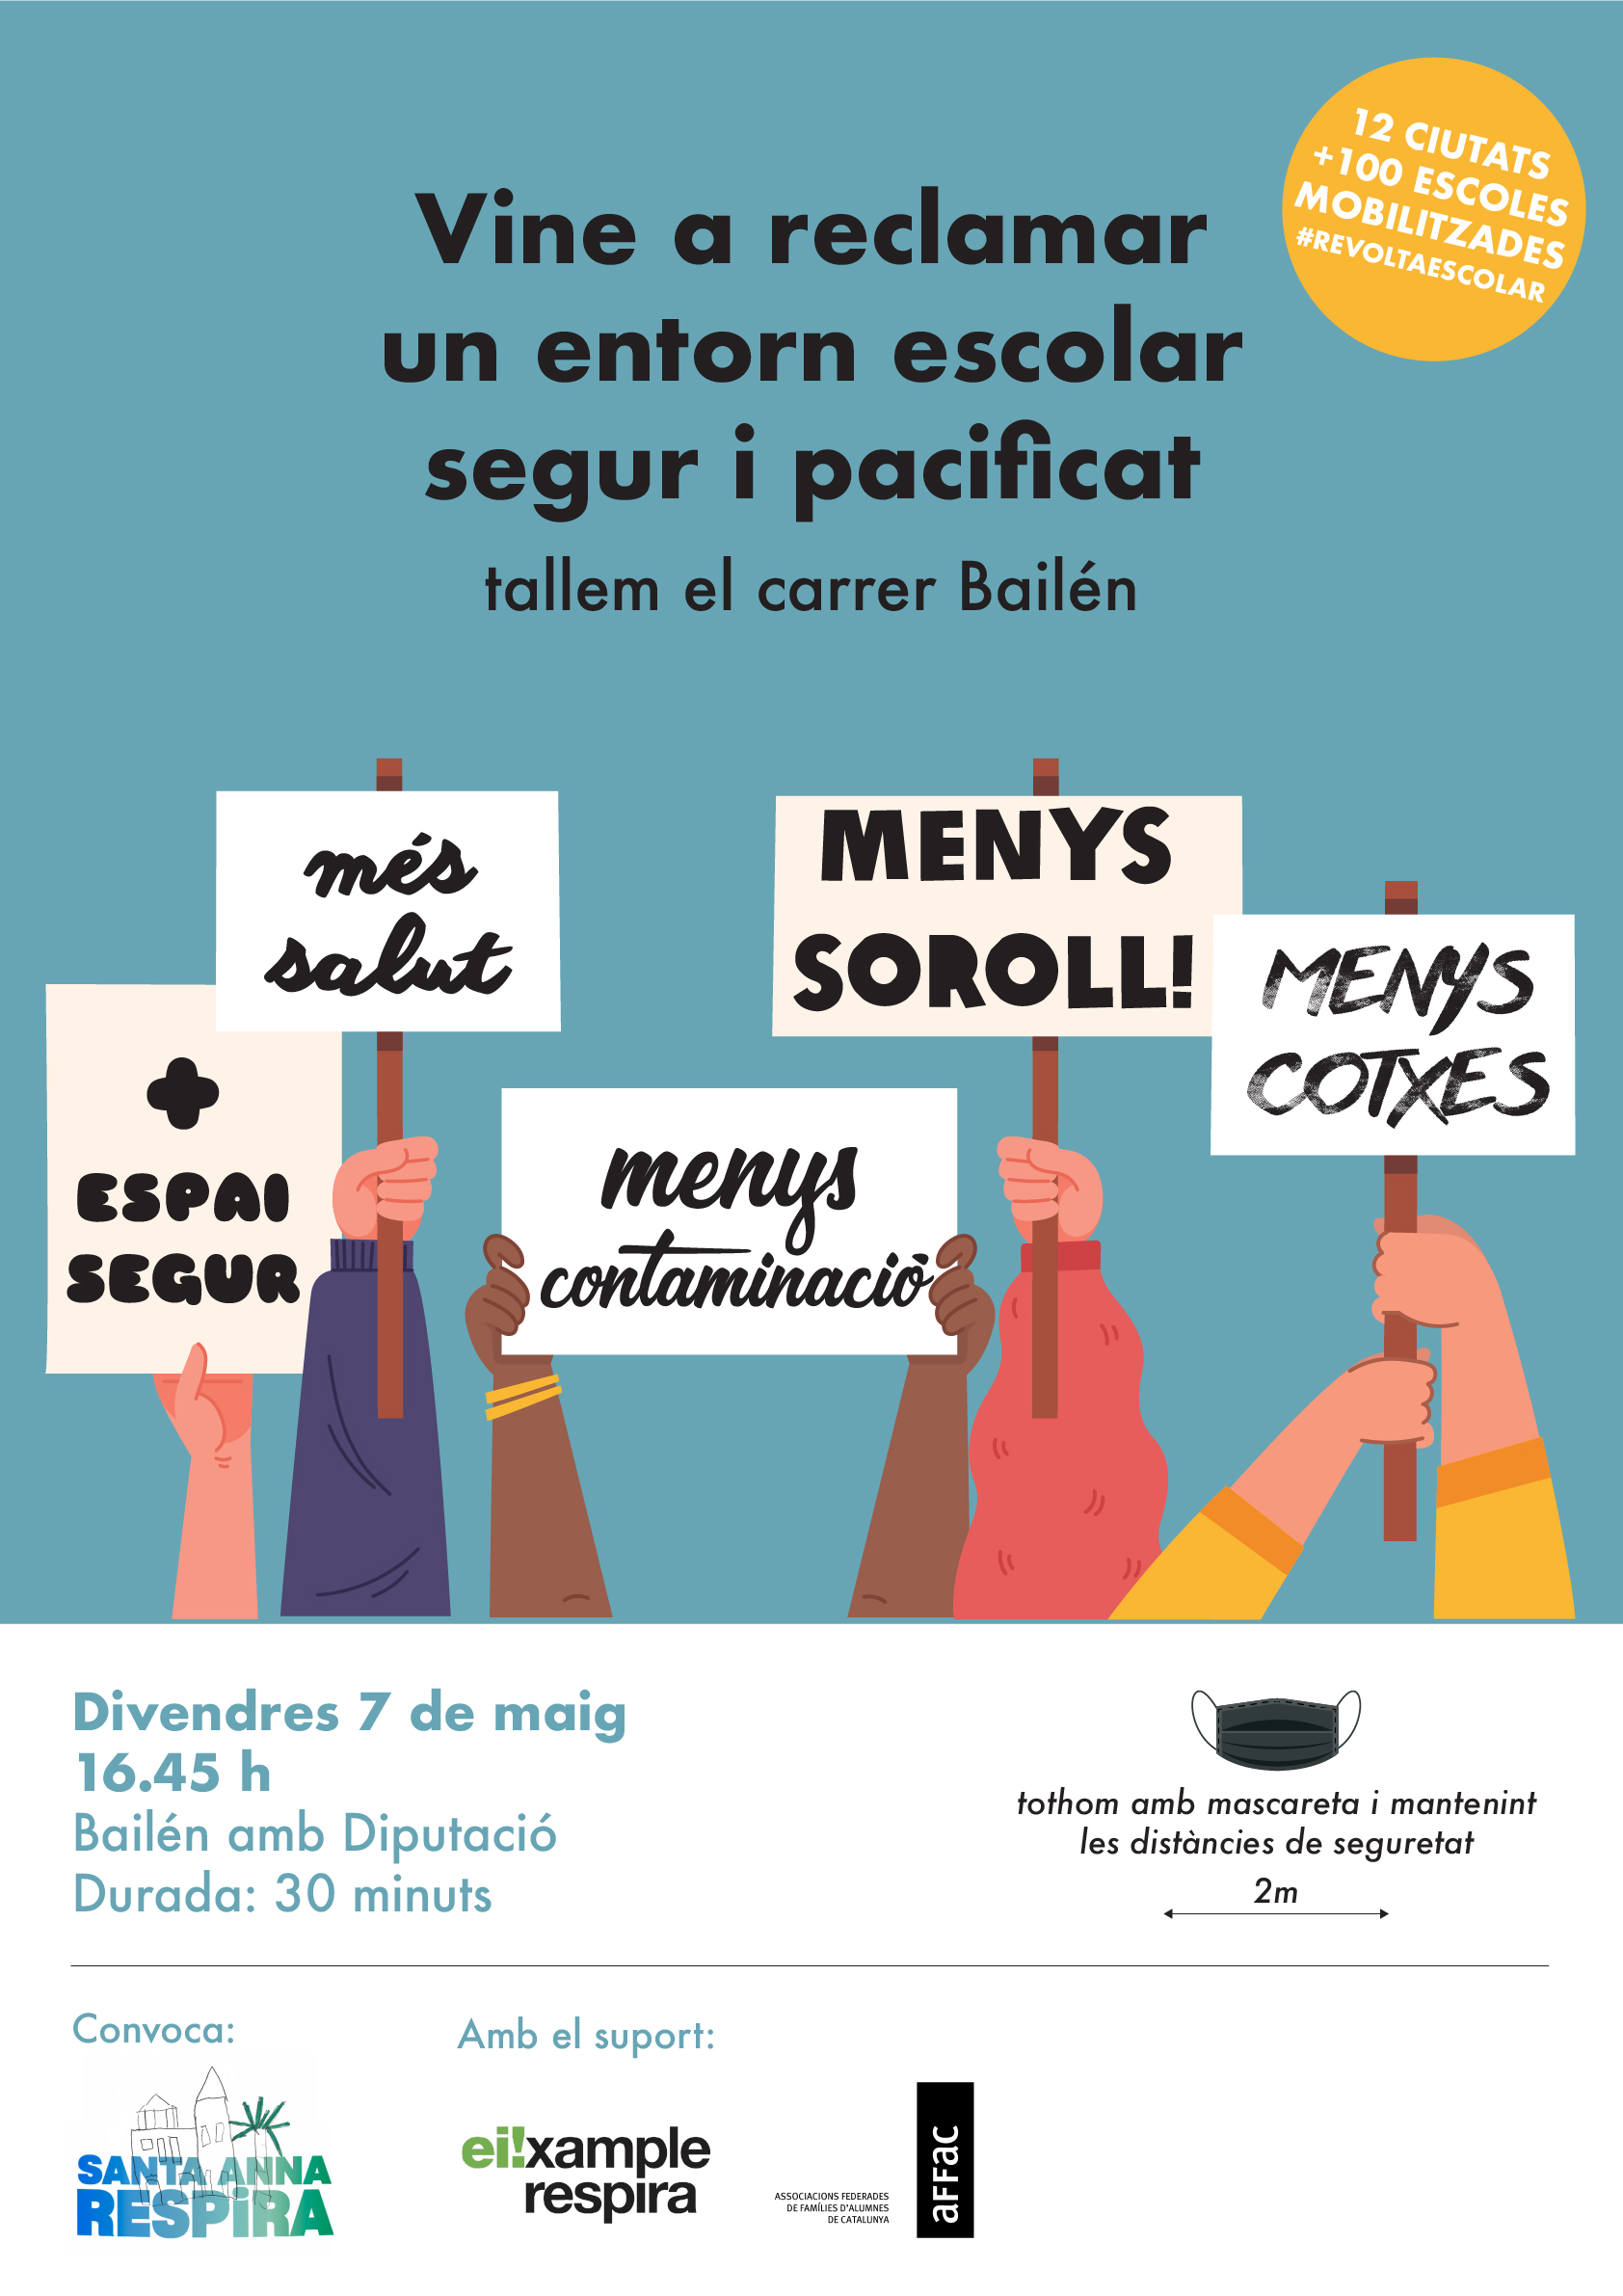 12 CIUTATS
+100 ESCOLES
MOBILITZADES
#REVOLTAESCOLAR
Vine a reclamar
un entorn escolar
segur i pacificat
tallem el carrer Bailén
més
salut
MENYS
SOROLL!
MENYS
COTXES
+
ESPAI
SEGUR
menys
contaminació
Divendres 7 de maig
16.45 h
Bailén amb Diputació
Durada: 30 minuts
tothom amb mascareta i mantenint
les distàncies de seguretat
2m
Convoca:
SANTA ANNA
RESPiRA
Amb el suport:
ei!xample
respira
ASSOCIACIONS FEDERADES
DE FAMÍLIES D'ALUMNES
DE CATALUNYA
aFFaC